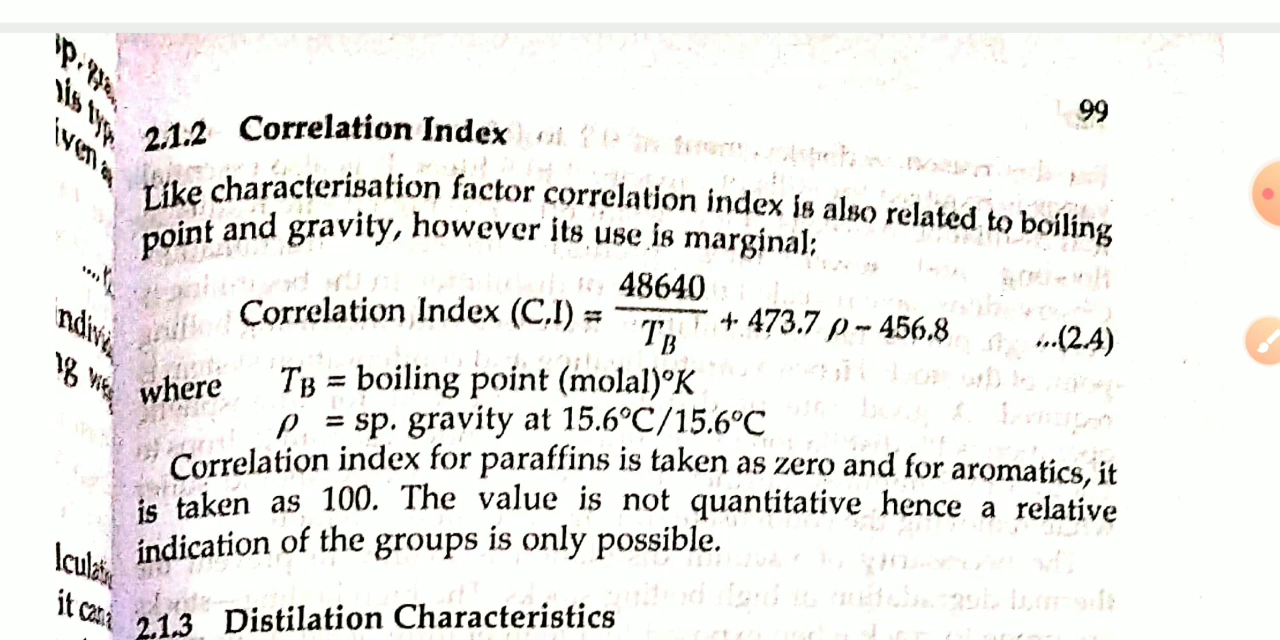 99
2.1.2 Correlation Index
Like characterisation factor correlation index is also related to boiling
point and gravity, however its use is marginal;
Correlation Index (C.I) = 48640/T_B + 473.7 ρ – 456.8 ...(2.4)
where T_B = boiling point (molal)°K
ρ = sp. gravity at 15.6°C/15.6°C
Correlation index for paraffins is taken as zero and for aromatics, it
is taken as 100. The value is not quantitative hence a relative
indication of the groups is only possible.
2.1.3 Distilation Characteristics